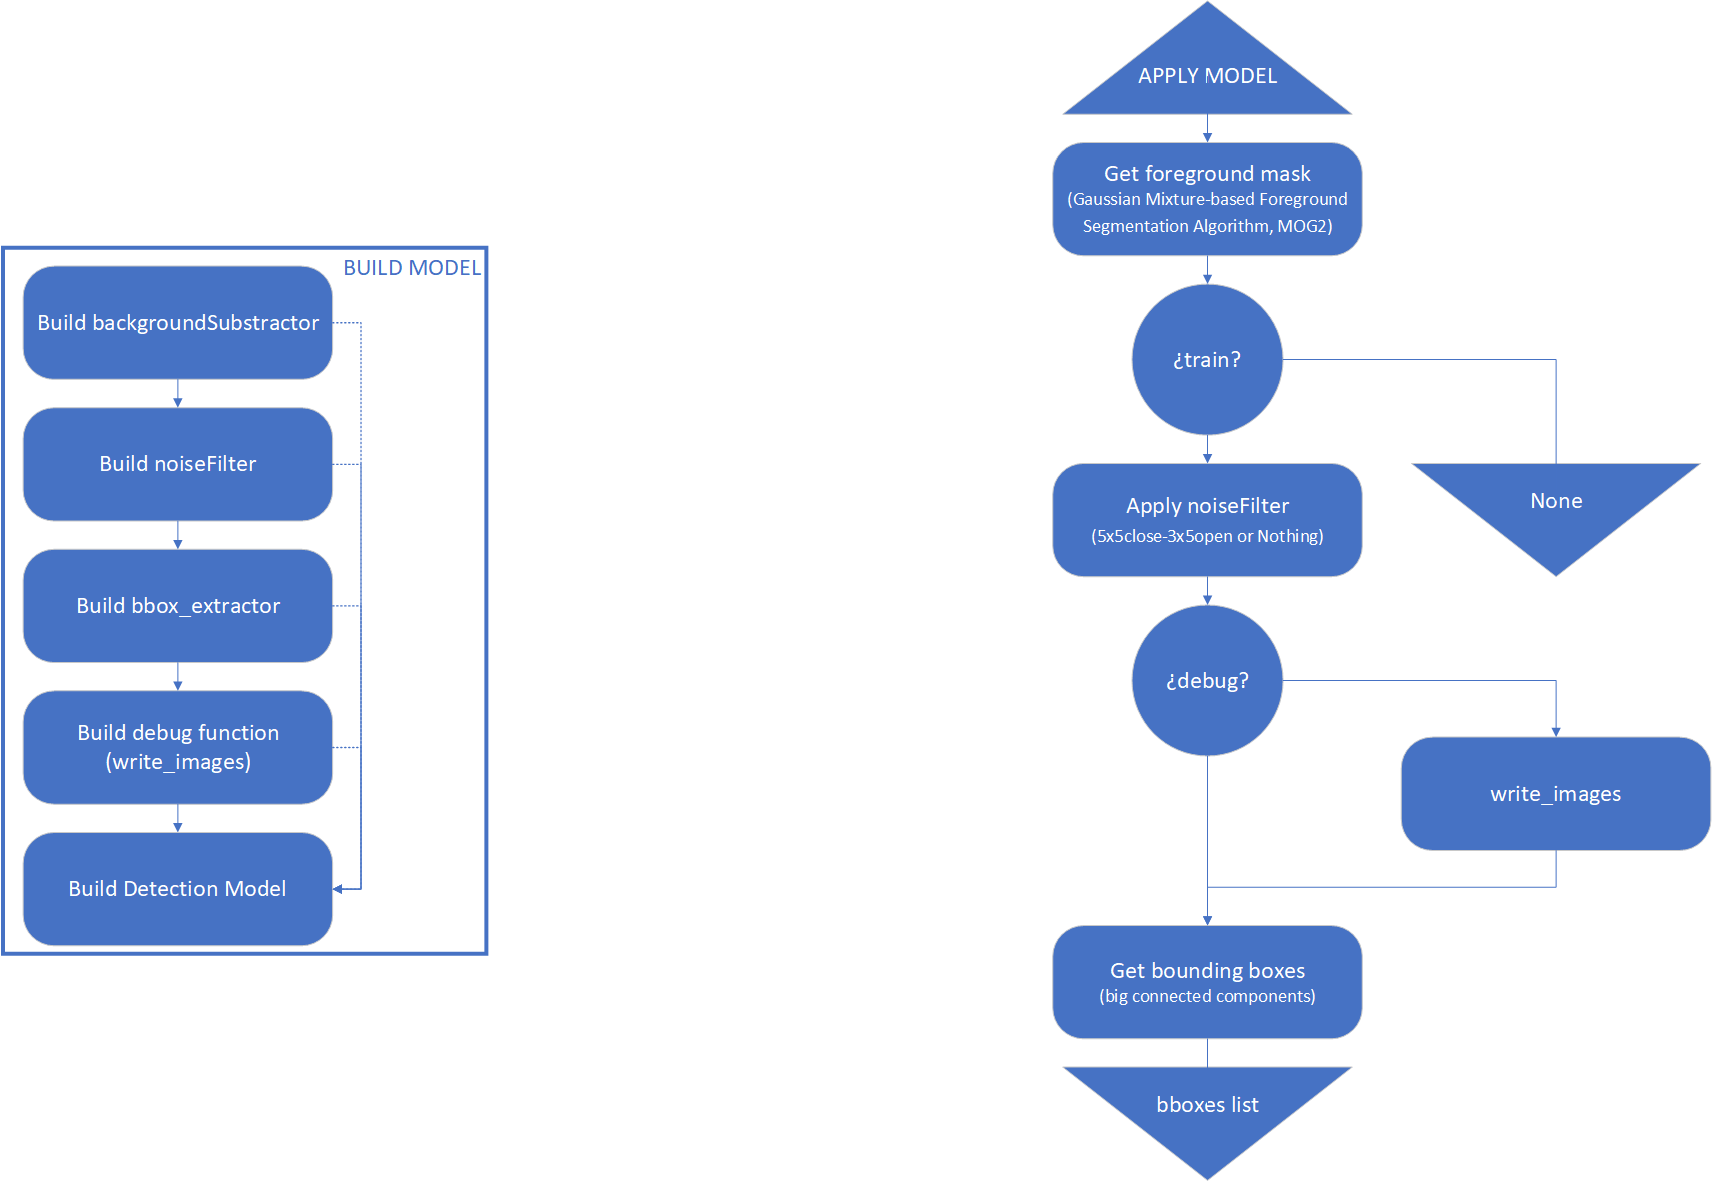 BUILD MODEL
Build backgroundSubstractor
Build noiseFilter
Build bbox_extractor
Build debug function
(write_images)
Build Detection Model
APPLY MODEL
Get foreground mask
(Gaussian Mixture-based Foreground
Segmentation Algorithm, MOG2)
¿train?
None
Apply noiseFilter
(5x5close-3x5open or Nothing)
¿debug?
write_images
Get bounding boxes
(big connected components)
bboxes list